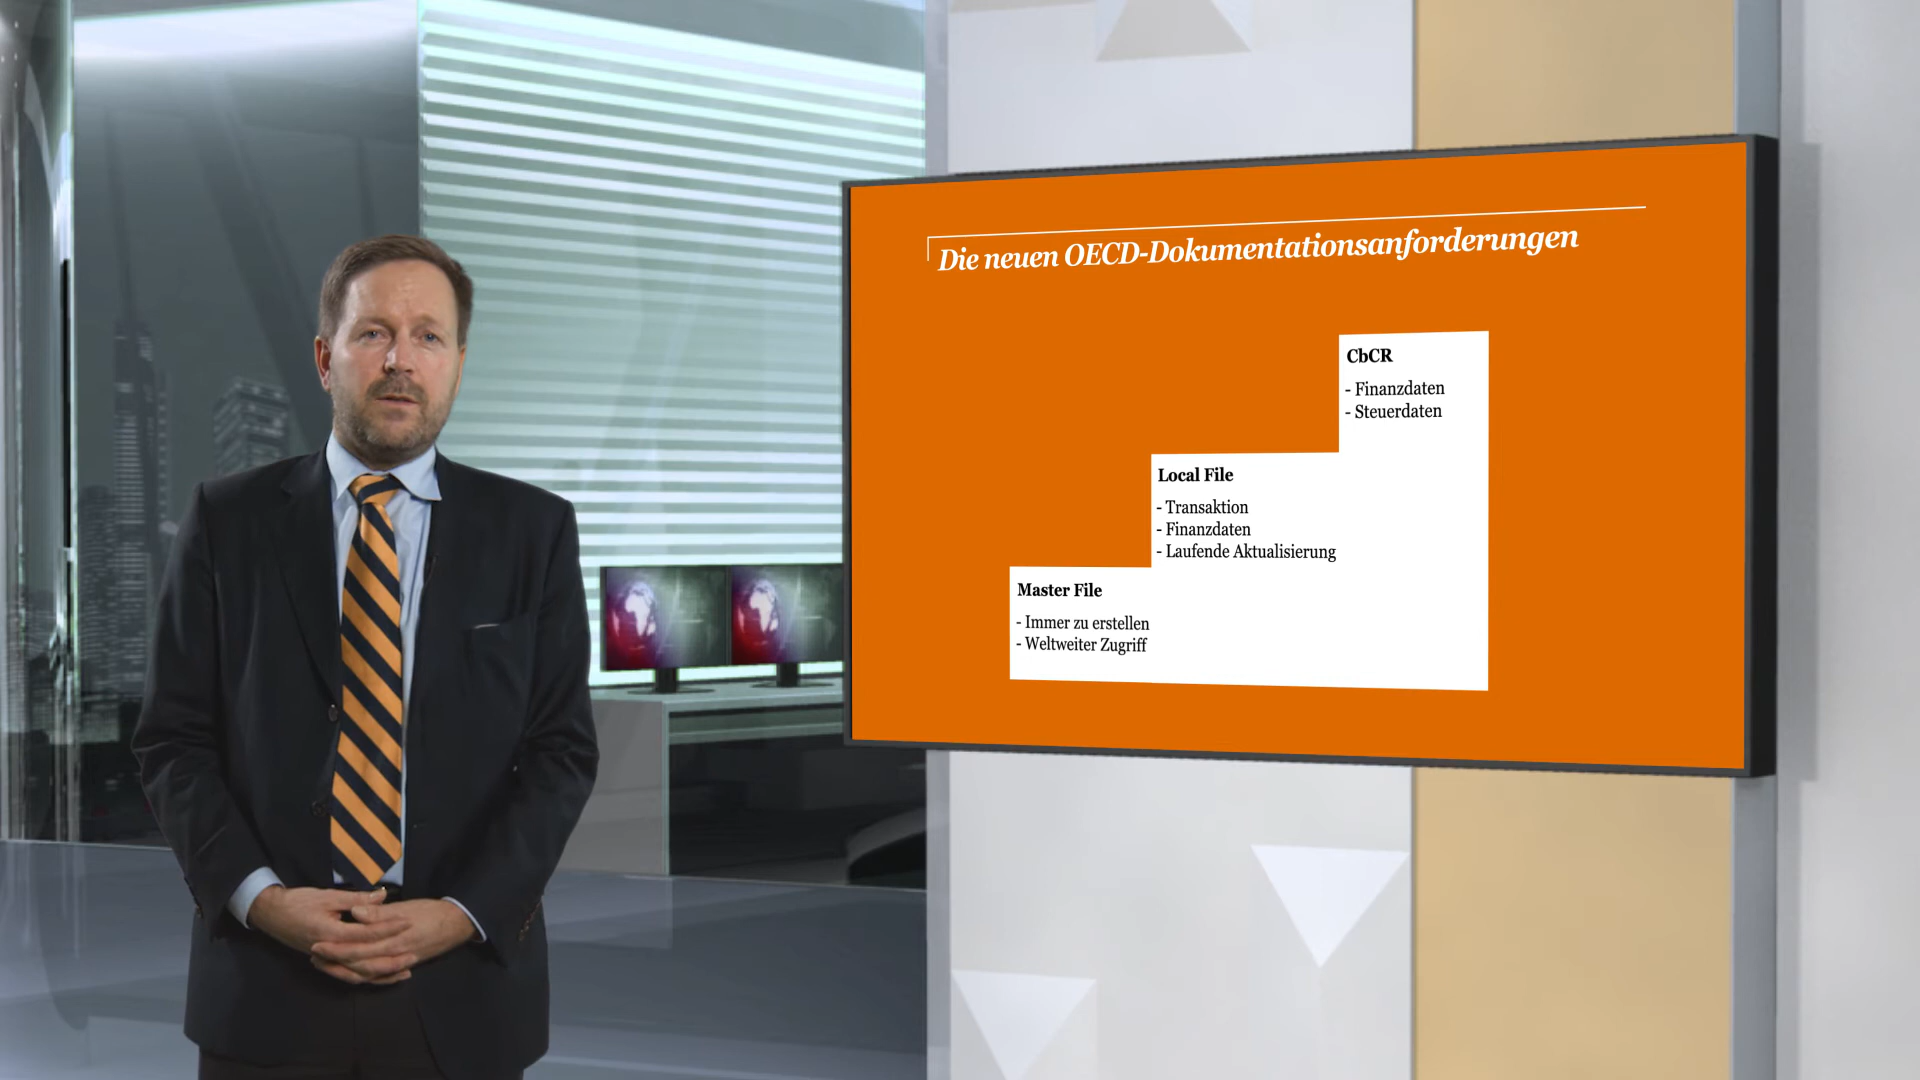 Die neuen OECD-Dokumentationsanforderungen
CbCR
- Finanzdaten
- Steuerdaten
Local File
- Transaktion
- Finanzdaten
- Laufende Aktualisierung
Master File
- Immer zu erstellen
- Weltweiter Zugriff